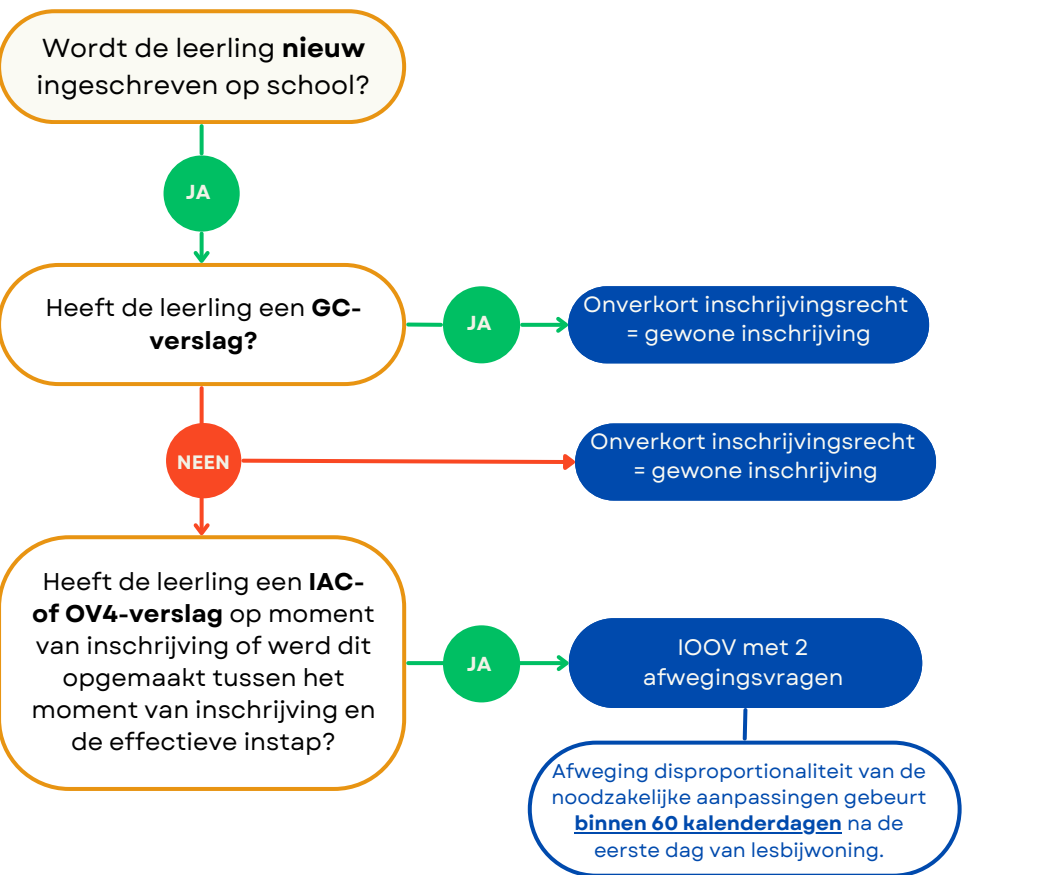 Wordt de leerling nieuw
ingeschreven op school?
JA
Heeft de leerling een GC-
verslag?
JA
Onverkort inschrijvingsrecht
= gewone inschrijving
NEEN
Onverkort inschrijvingsrecht
= gewone inschrijving
Heeft de leerling een IAC-
of OV4-verslag op moment
van inschrijving of werd dit
opgemaakt tussen het
moment van inschrijving en
de effectieve instap?
JA
IOOV met 2
afwegingsvragen
Afweging disproportionaliteit van de
noodzakelijke aanpassingen gebeurt
binnen 60 kalenderdagen na de
eerste dag van lesbijwoning.